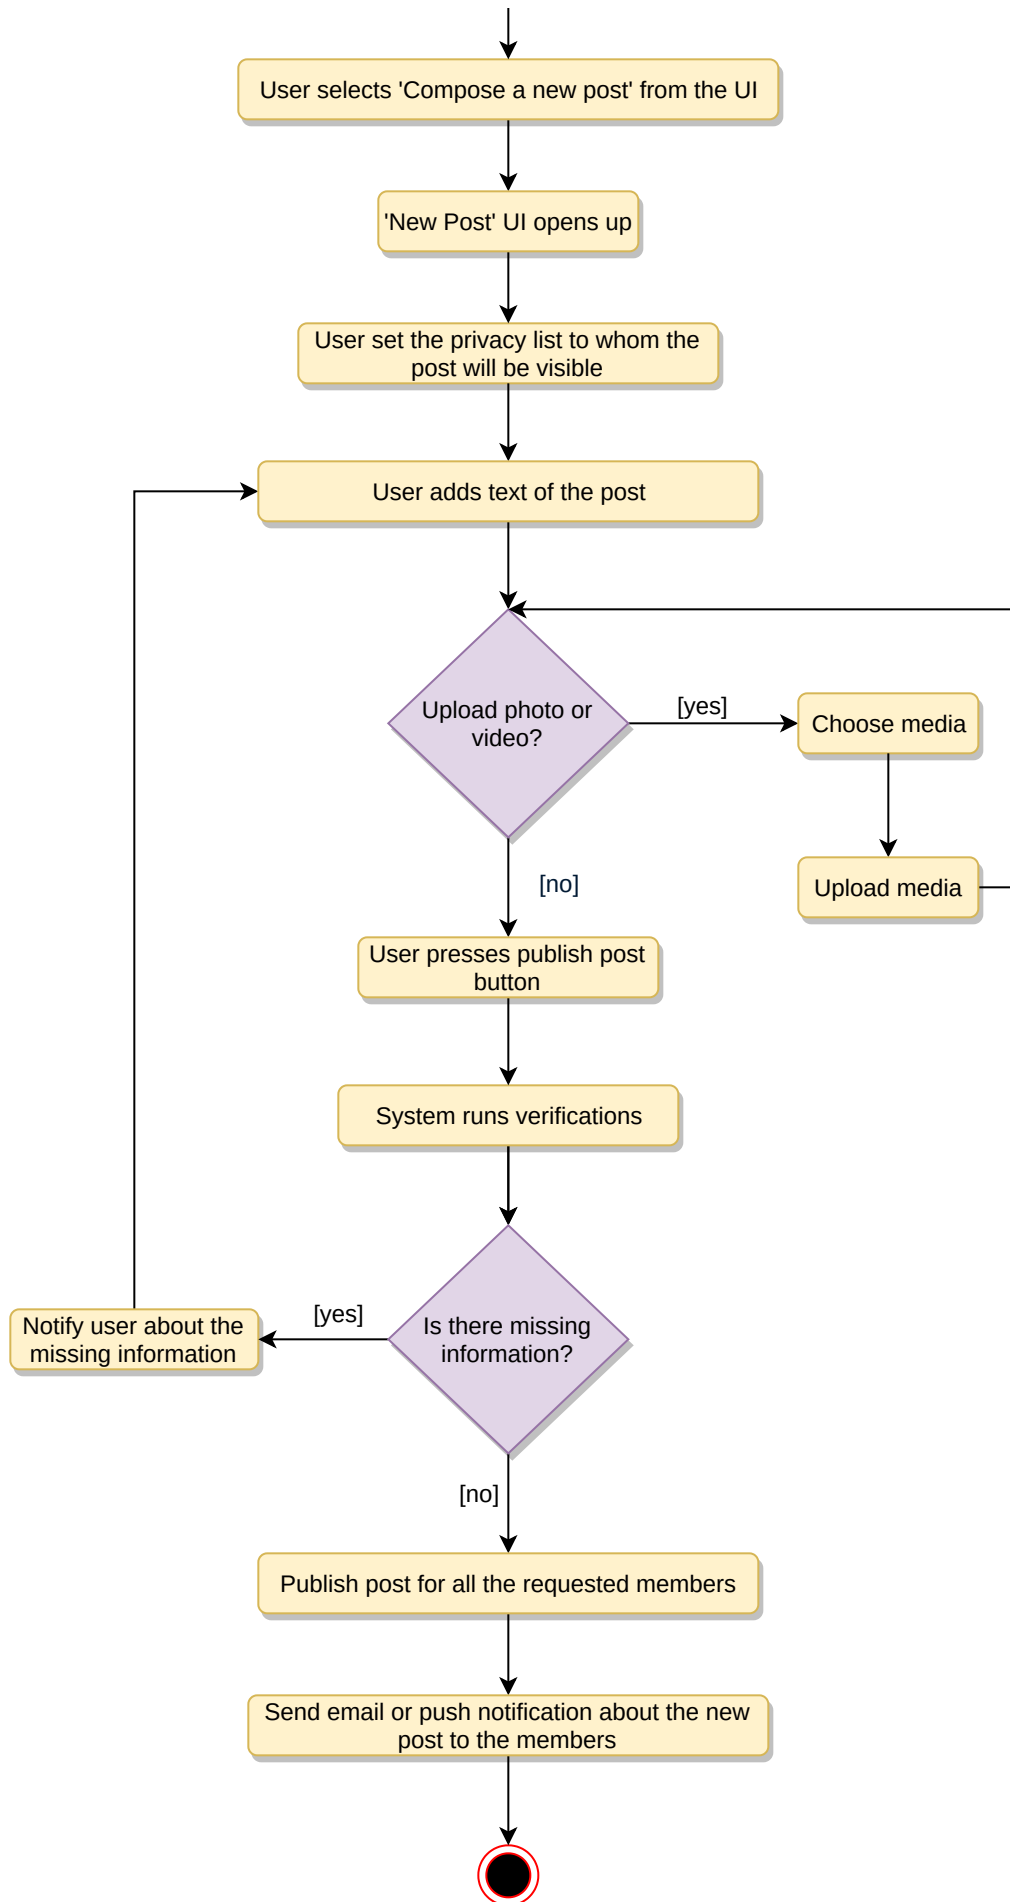 User selects 'Compose a new post' from the UI
'New Post' UI opens up
User set the privacy list to whom the
post will be visible
User adds text of the post
Upload photo or
video?
[yes]
Choose media
Upload media
[no]
User presses publish post
button
System runs verifications
Is there missing
information?
[yes]
Notify user about the
missing information
[no]
Publish post for all the requested members
Send email or push notification about the new
post to the members